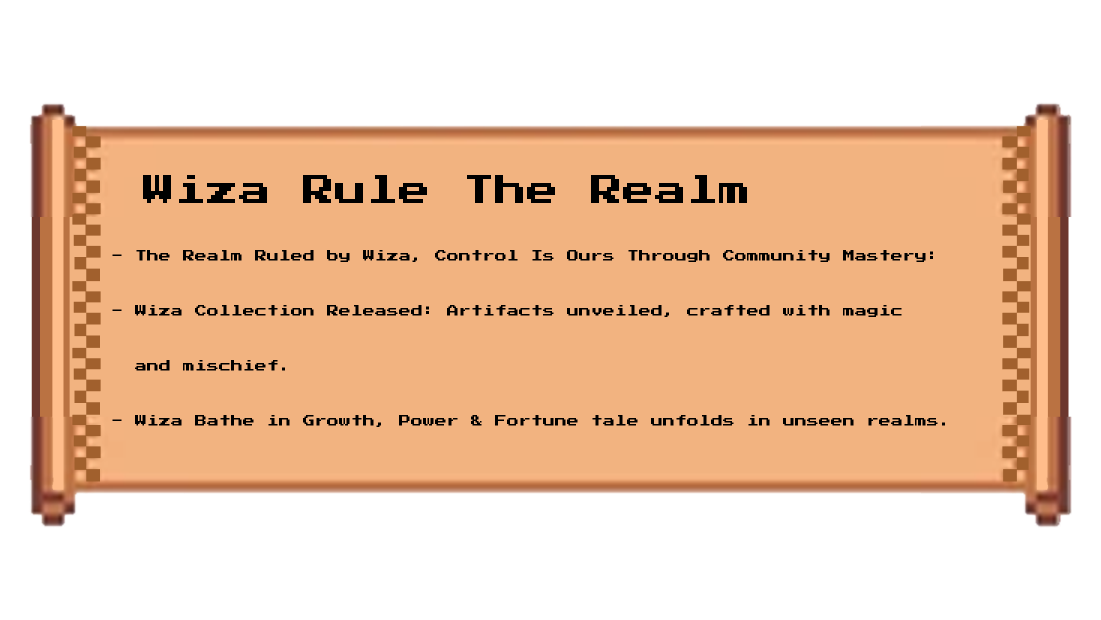 Wiza Rule The Realm
- The Realm Ruled by Wiza, Control Is Ours Through Community Mastery:
- Wiza Collection Released: Artifacts unveiled, crafted with magic
and mischief.
- Wiza Bathe in Growth, Power & Fortune tale unfolds in unseen realms.